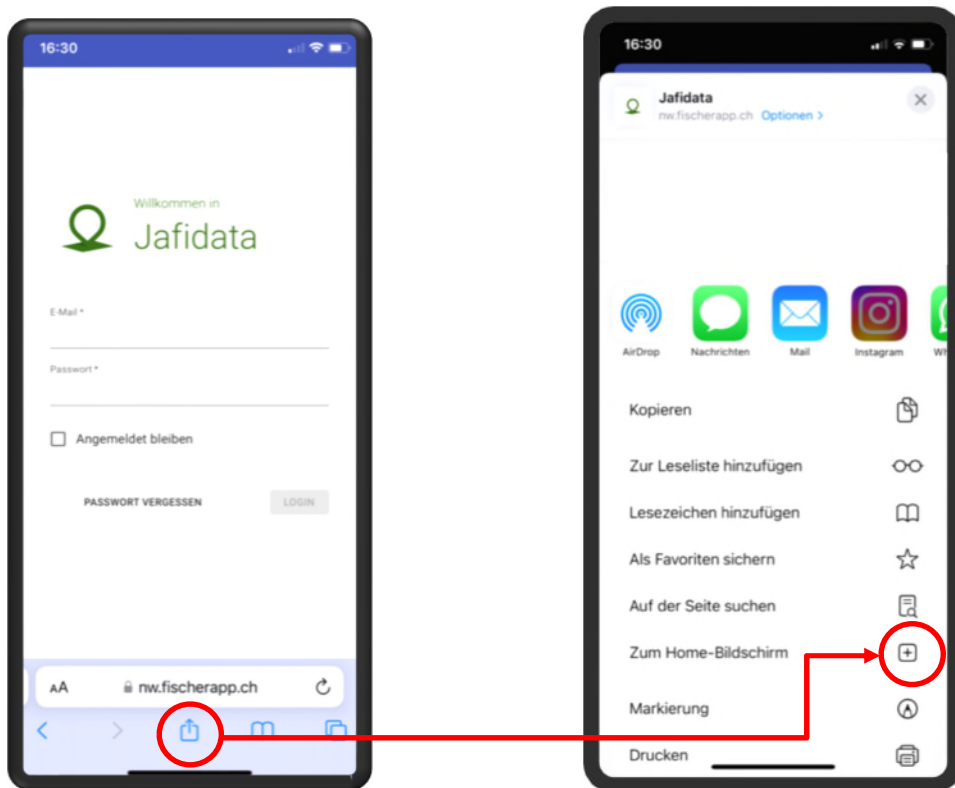 16:30
Willkommen in
Jafidata
E-Mail *
Passwort *
Angemeldet bleiben
PASSWORT VERGESSEN
LOGIN
AA
nw.fischerapp.ch
16:30
Jafidata
nw.fischerapp.ch Optionen >
AirDrop
Nachrichten
Mail
Instagram
Kopieren
Zur Leseliste hinzufügen
Lesezeichen hinzufügen
Als Favoriten sichern
Auf der Seite suchen
Zum Home-Bildschirm
Markierung
Drucken